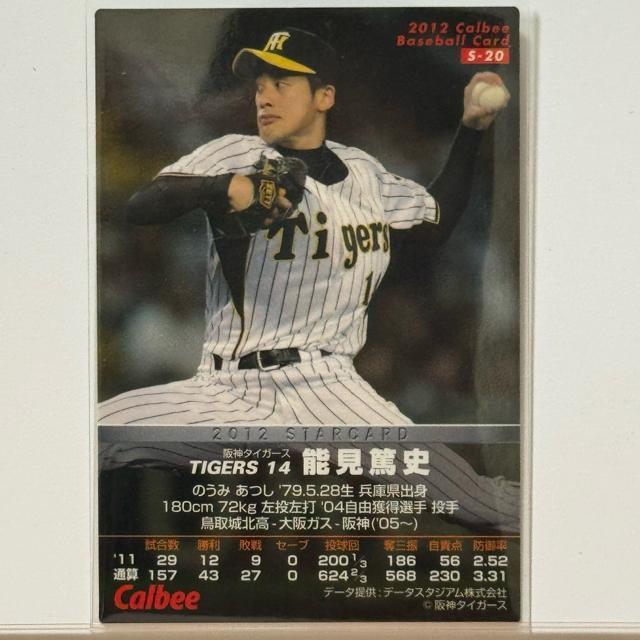 2012 Calbee
Baseball Card
S-20
Tigers
1
2012 STARCARD
阪神タイガース
TIGERS 14 能見篤史
のうみ あつし '79.5.28生 兵庫県出身
180cm 72kg 左投左打 '04自由獲得選手 投手
鳥取城北高-大阪ガス-阪神('05~)
試合数 勝利 敗戦 セーブ 投球回 奪三振 自責点 防御率
'11 29 12 9 0 200 1/3 186 56 2.52
通算 157 43 27 0 624 2/3 568 230 3.31
データ提供:データスタジアム株式会社
Calbee
© 阪神タイガース